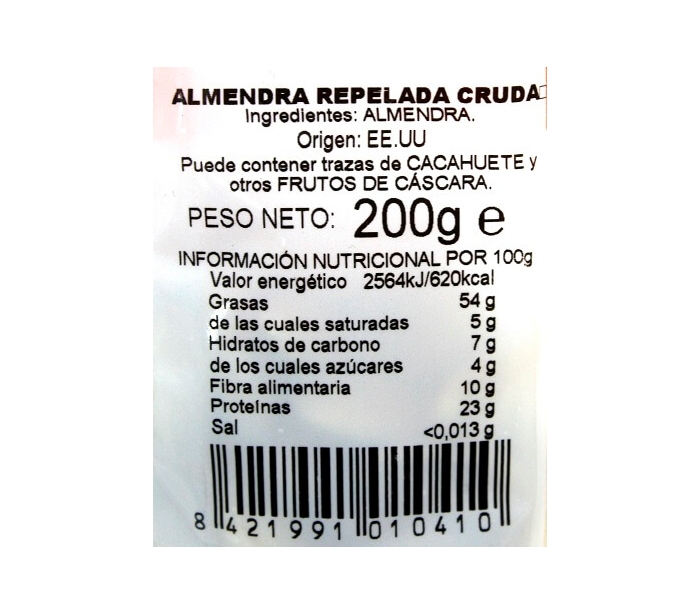 ALMENDRA REPELADA CRUDA
Ingredientes: ALMENDRA.
Origen: EE.UU
Puede contener trazas de CACAHUETE y
otros FRUTOS DE CÁSCARA.
PESO NETO: 200g e
INFORMACIÓN NUTRICIONAL POR 100g
Valor energético 2564kJ/620kcal
Grasas 54 g
de las cuales saturadas 5 g
Hidratos de carbono 7 g
de los cuales azúcares 4 g
Fibra alimentaria 10 g
Proteínas 23 g
Sal <0,013 g
8 421991 010410